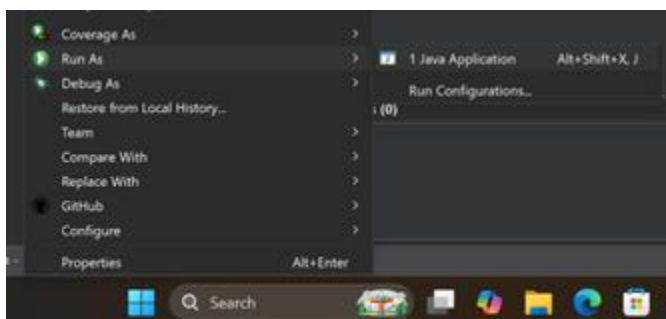 Coverage As
Run As
1 Java Application Alt+Shift+X, J
Debug As
Run Configurations...
Restore from Local History...
(0)
Team
Compare With
Replace With
GitHub
Configure
Properties Alt+Enter
Search